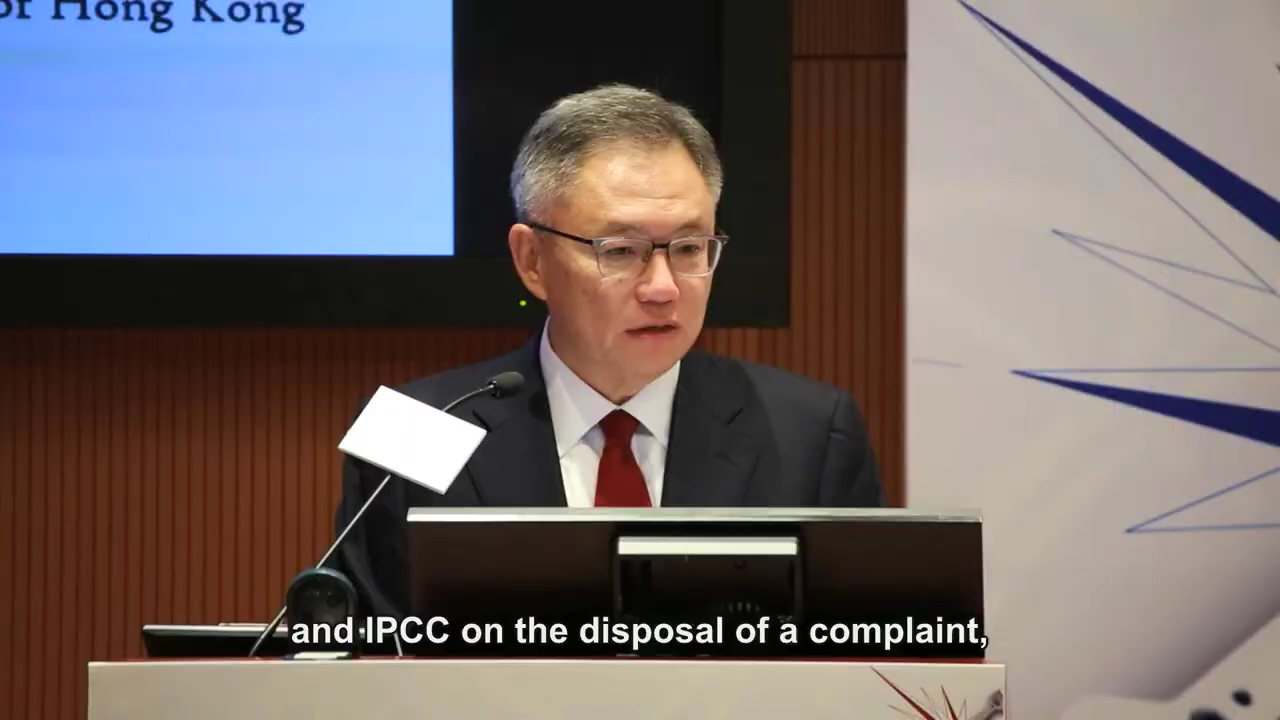 of Hong Kong
and IPCC on the disposal of a complaint,